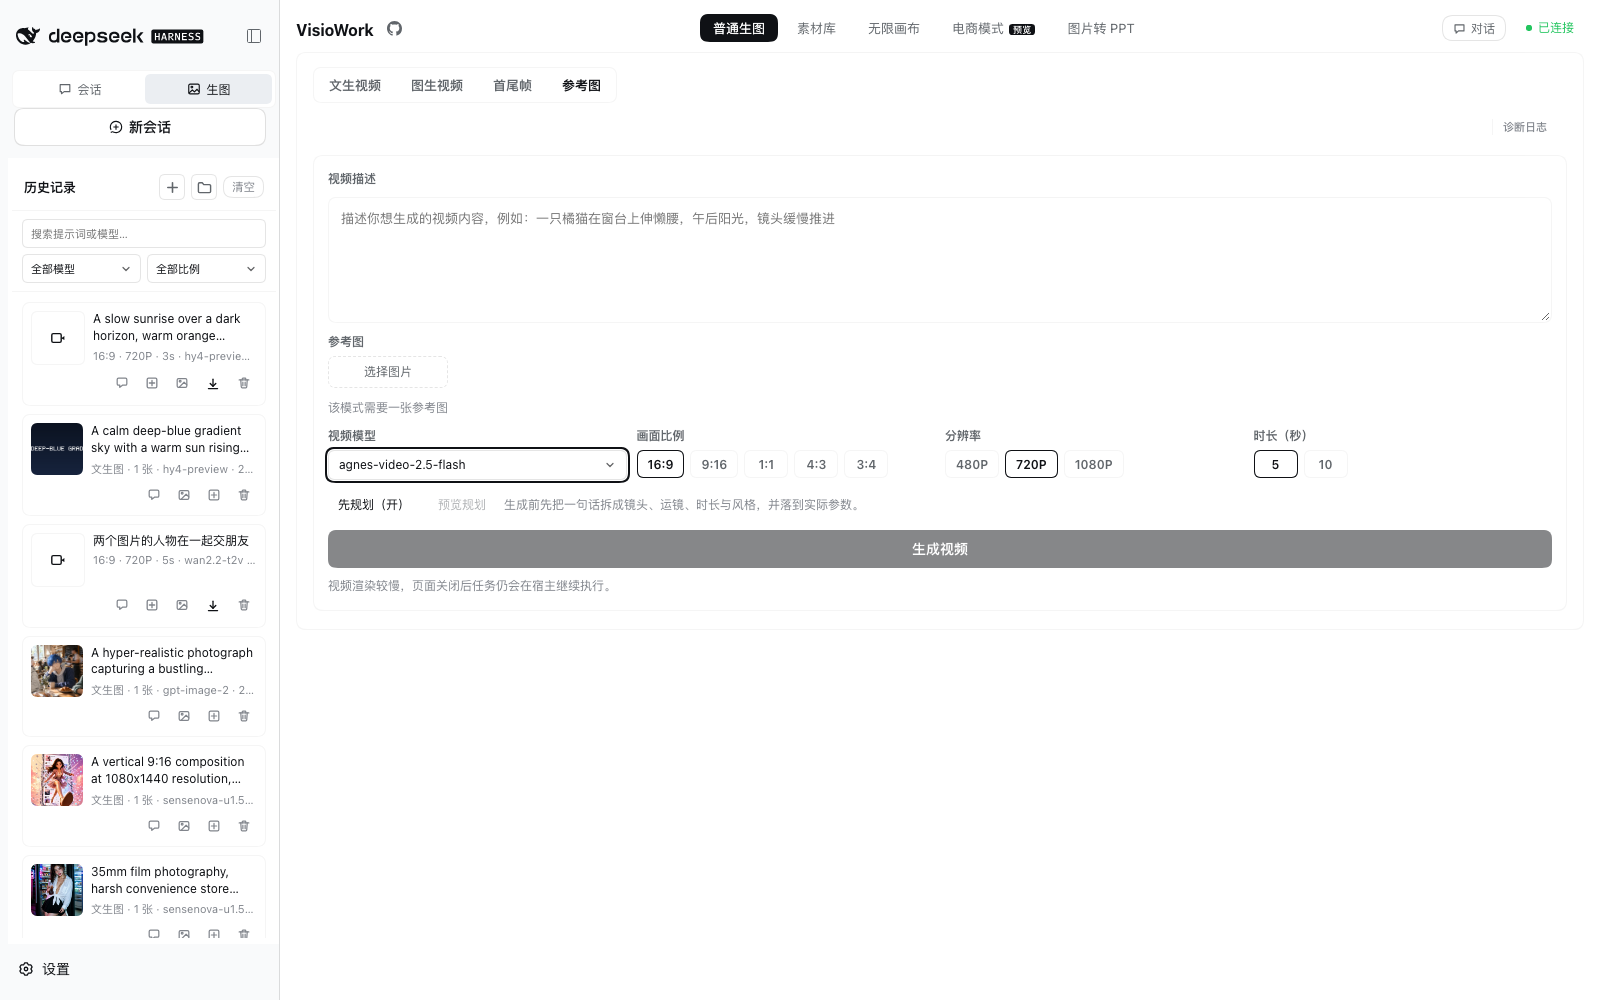 deepseek HARNESS
会话
生图
新会话
历史记录
清空
搜索提示词或模型...
全部模型
全部比例
A slow sunrise over a dark
horizon, warm orange...
16:9 · 720P · 3s · hy4-previe...
DEEP-BLUE GRAD
A calm deep-blue gradient
sky with a warm sun rising...
文生图 · 1 张 · hy4-preview · 2...
两个图片的人物在一起交朋友
16:9 · 720P · 5s · wan2.2-t2v ...
A hyper-realistic photograph
capturing a bustling...
文生图 · 1 张 · gpt-image-2 · 2...
A vertical 9:16 composition
at 1080x1440 resolution,...
文生图 · 1 张 · sensenova-u1.5...
35mm film photography,
harsh convenience store...
文生图 · 1 张 · sensenova-u1.5...
设置
VisioWork
普通生图
素材库
无限画布
电商模式 预览
图片转 PPT
对话
已连接
文生视频
图生视频
首尾帧
参考图
诊断日志
视频描述
描述你想生成的视频内容，例如：一只橘猫在窗台上伸懒腰，午后阳光，镜头缓慢推进
参考图
选择图片
该模式需要一张参考图
视频模型
agnes-video-2.5-flash
画面比例
16:9
9:16
1:1
4:3
3:4
分辨率
480P
720P
1080P
时长（秒）
5
10
先规划（开）
预览规划
生成前先把一句话拆成镜头、运镜、时长与风格，并落到实际参数。
生成视频
视频渲染较慢，页面关闭后任务仍会在宿主继续执行。